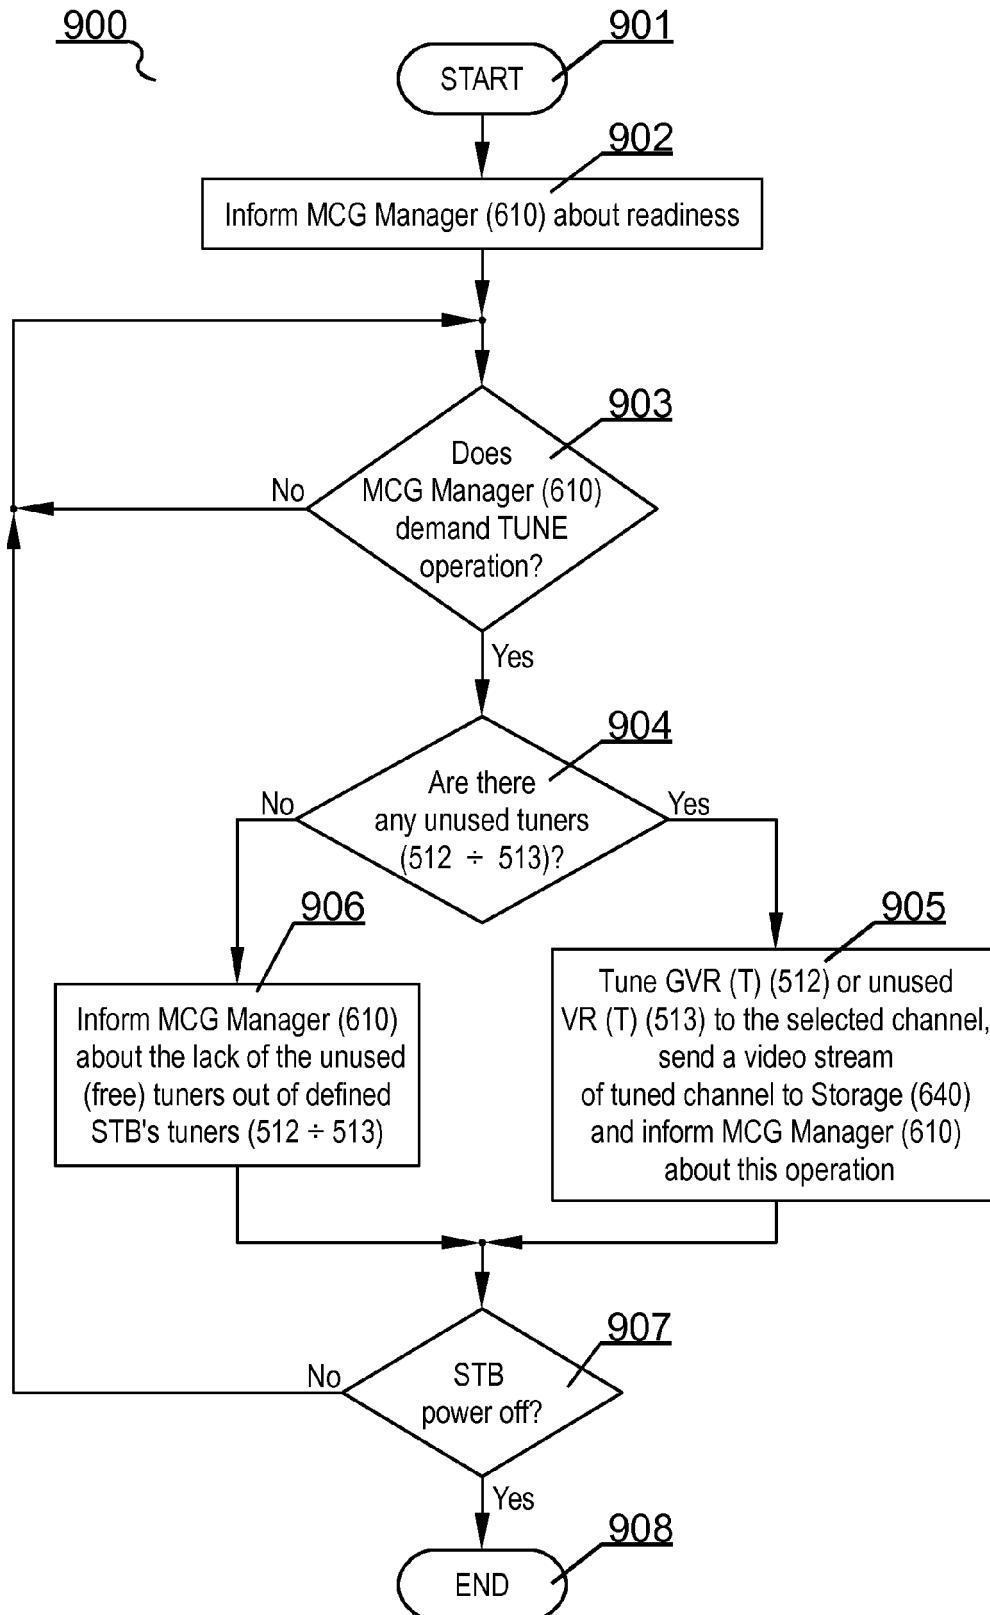 900
901
START
902
Inform MCG Manager (610) about readiness
903
Does
MCG Manager (610)
demand TUNE
operation?
No
Yes
904
Are there
any unused tuners
(512 ÷ 513)?
No
Yes
906
Inform MCG Manager (610)
about the lack of the unused
(free) tuners out of defined
STB's tuners (512 ÷ 513)
905
Tune GVR (T) (512) or unused
VR (T) (513) to the selected channel,
send a video stream
of tuned channel to Storage (640)
and inform MCG Manager (610)
about this operation
907
STB
power off?
No
Yes
908
END